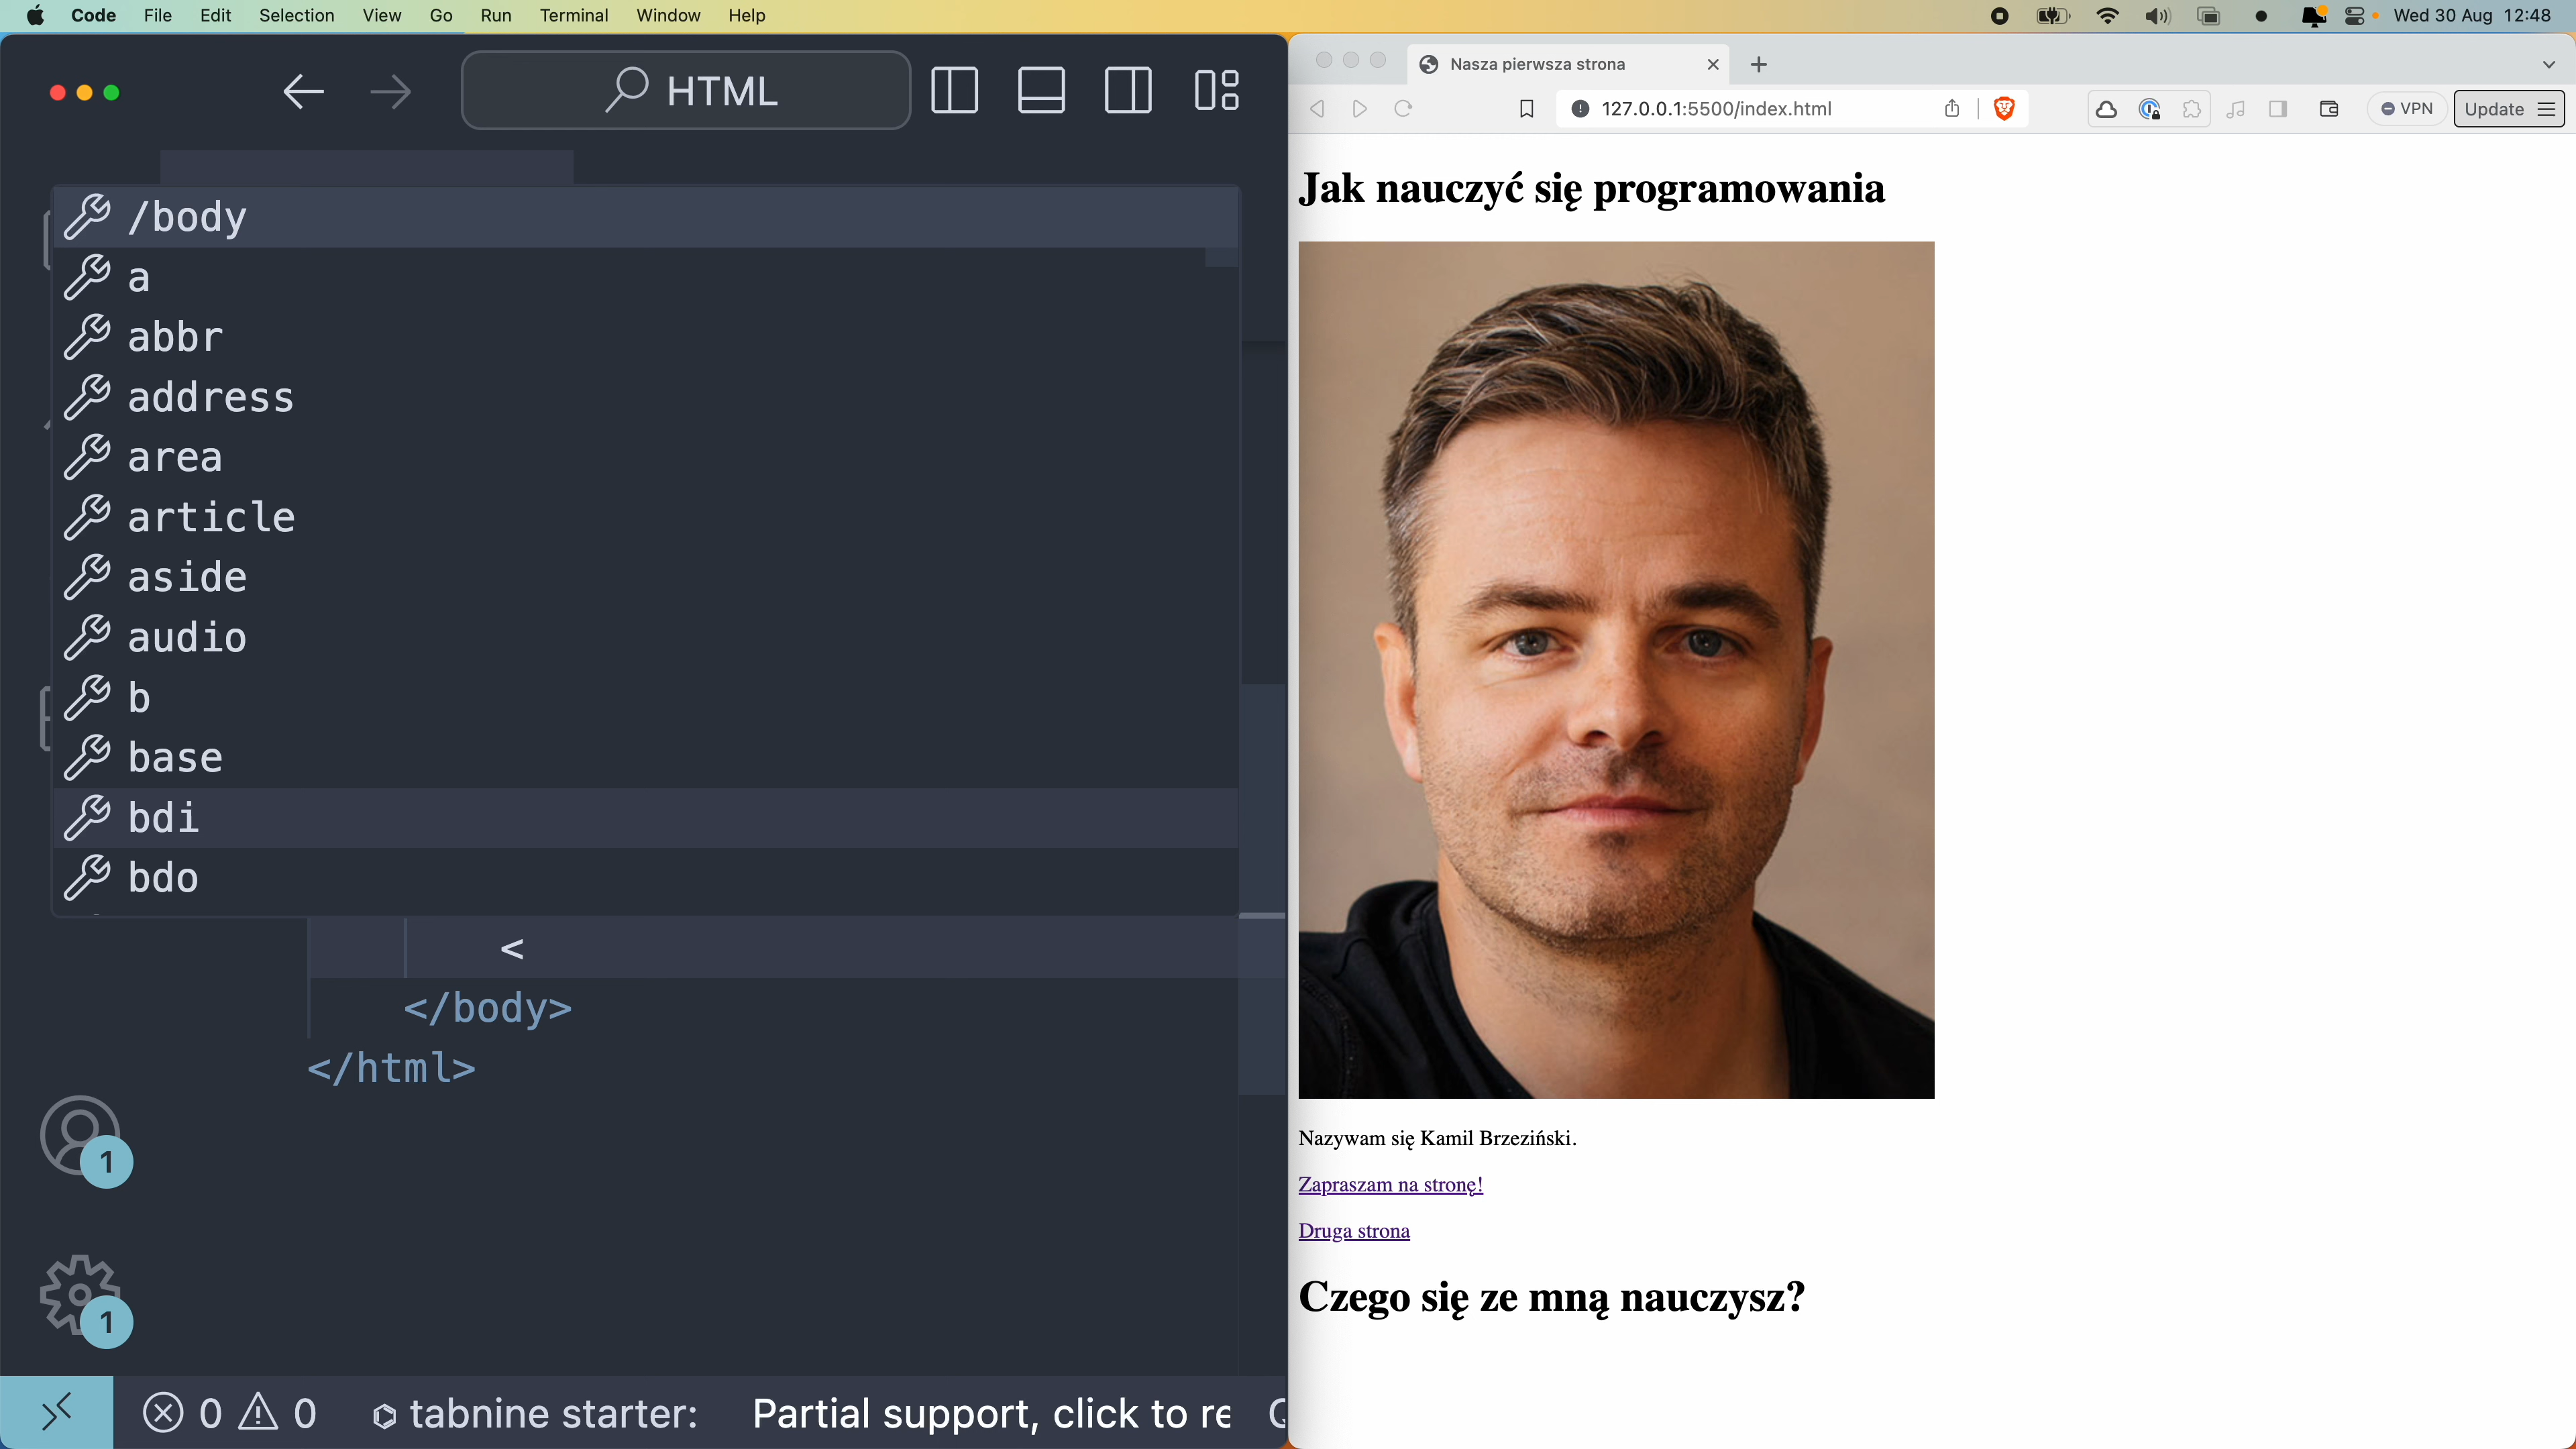 Code File Edit Selection View Go Run Terminal Window Help
Wed 30 Aug 12:48
HTML
/body
a
abbr
address
area
article
aside
audio
b
base
bdi
bdo
<
</body>
</html>
1
1
0 0 tabnine starter: Partial support, click to re
Nasza pierwsza strona
127.0.0.1:5500/index.html
VPN
Update
Jak nauczyć się programowania
Nazywam się Kamil Brzeziński.
Zapraszam na stronę!
Druga strona
Czego się ze mną nauczysz?